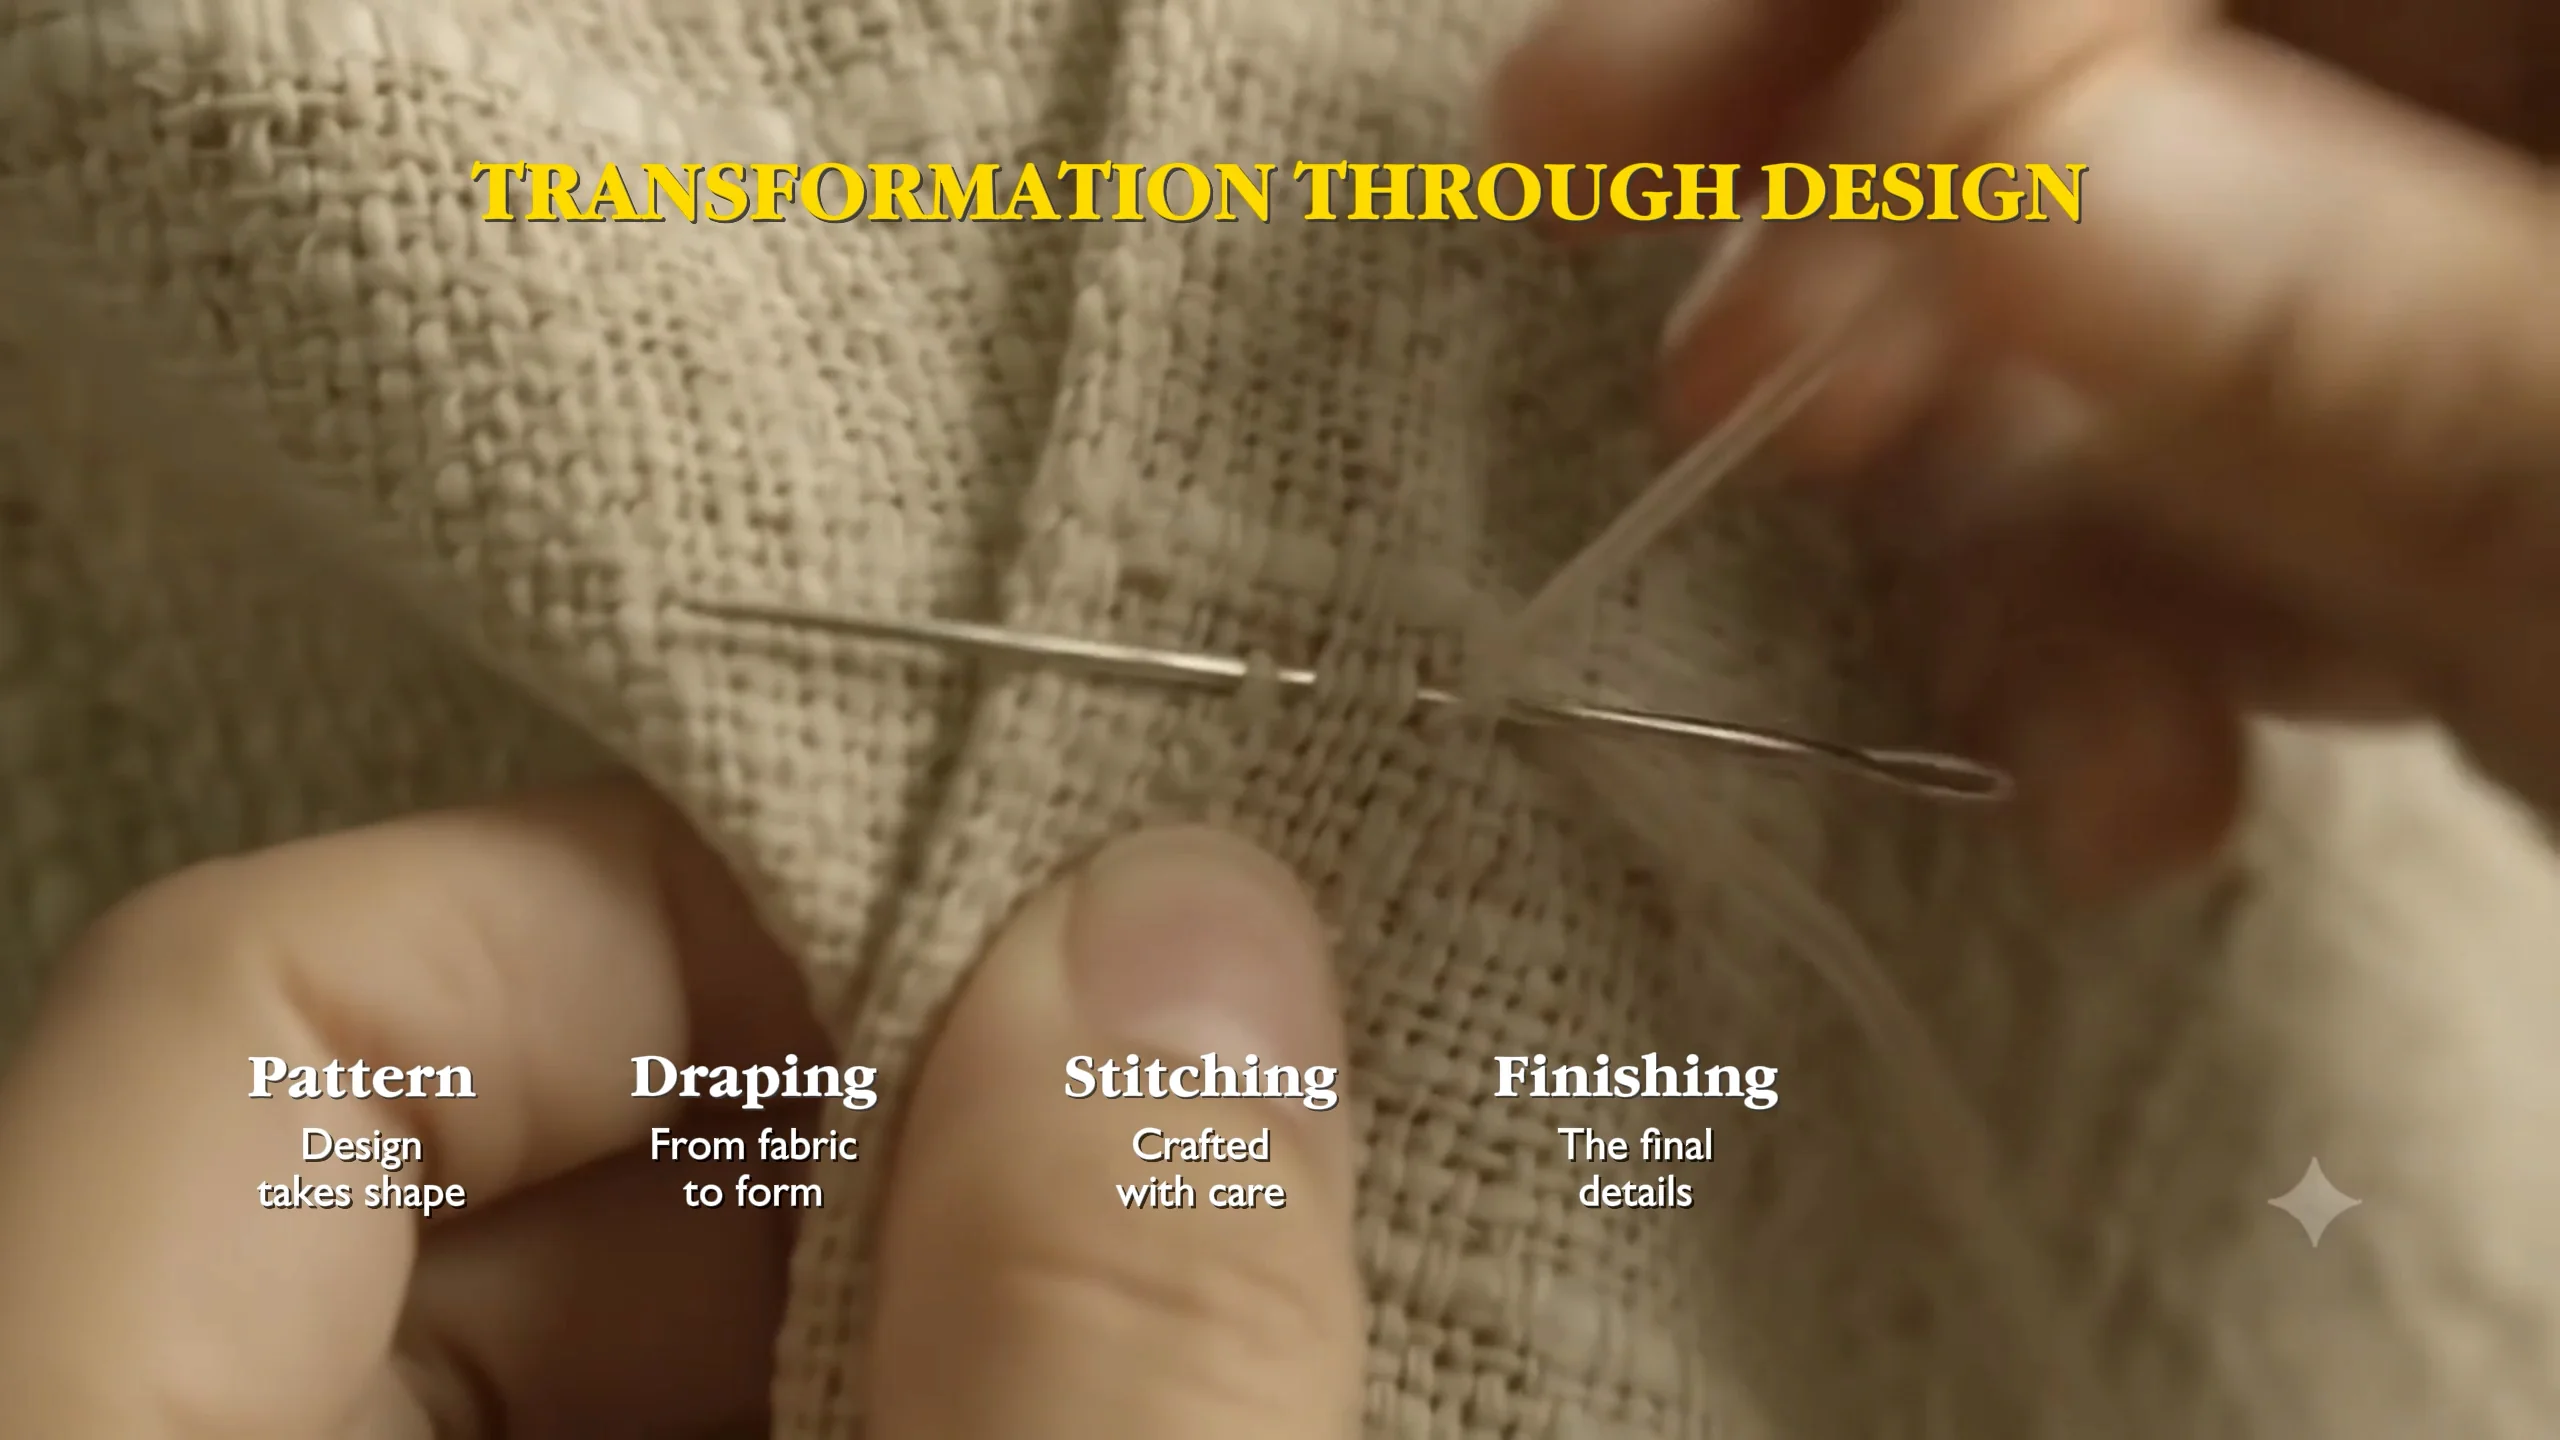 TRANSFORMATION THROUGH DESIGN
Pattern
Design
takes shape
Draping
From fabric
to form
Stitching
Crafted
with care
Finishing
The final
details